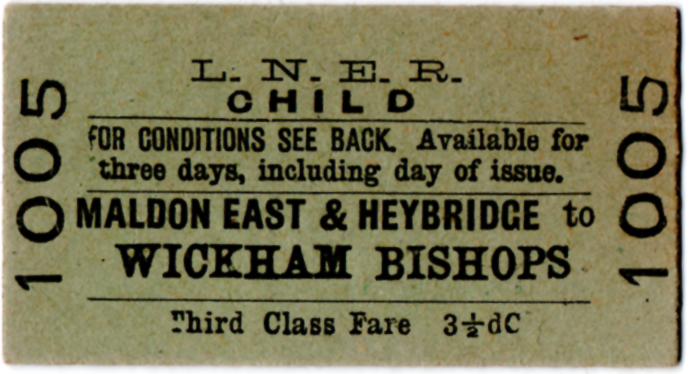 L. N. E. R.
CHILD
FOR CONDITIONS SEE BACK. Available for
three days, including day of issue.
MALDON EAST & HEYBRIDGE to
WICKHAM BISHOPS
Third Class Fare 3½dC
1005
1005